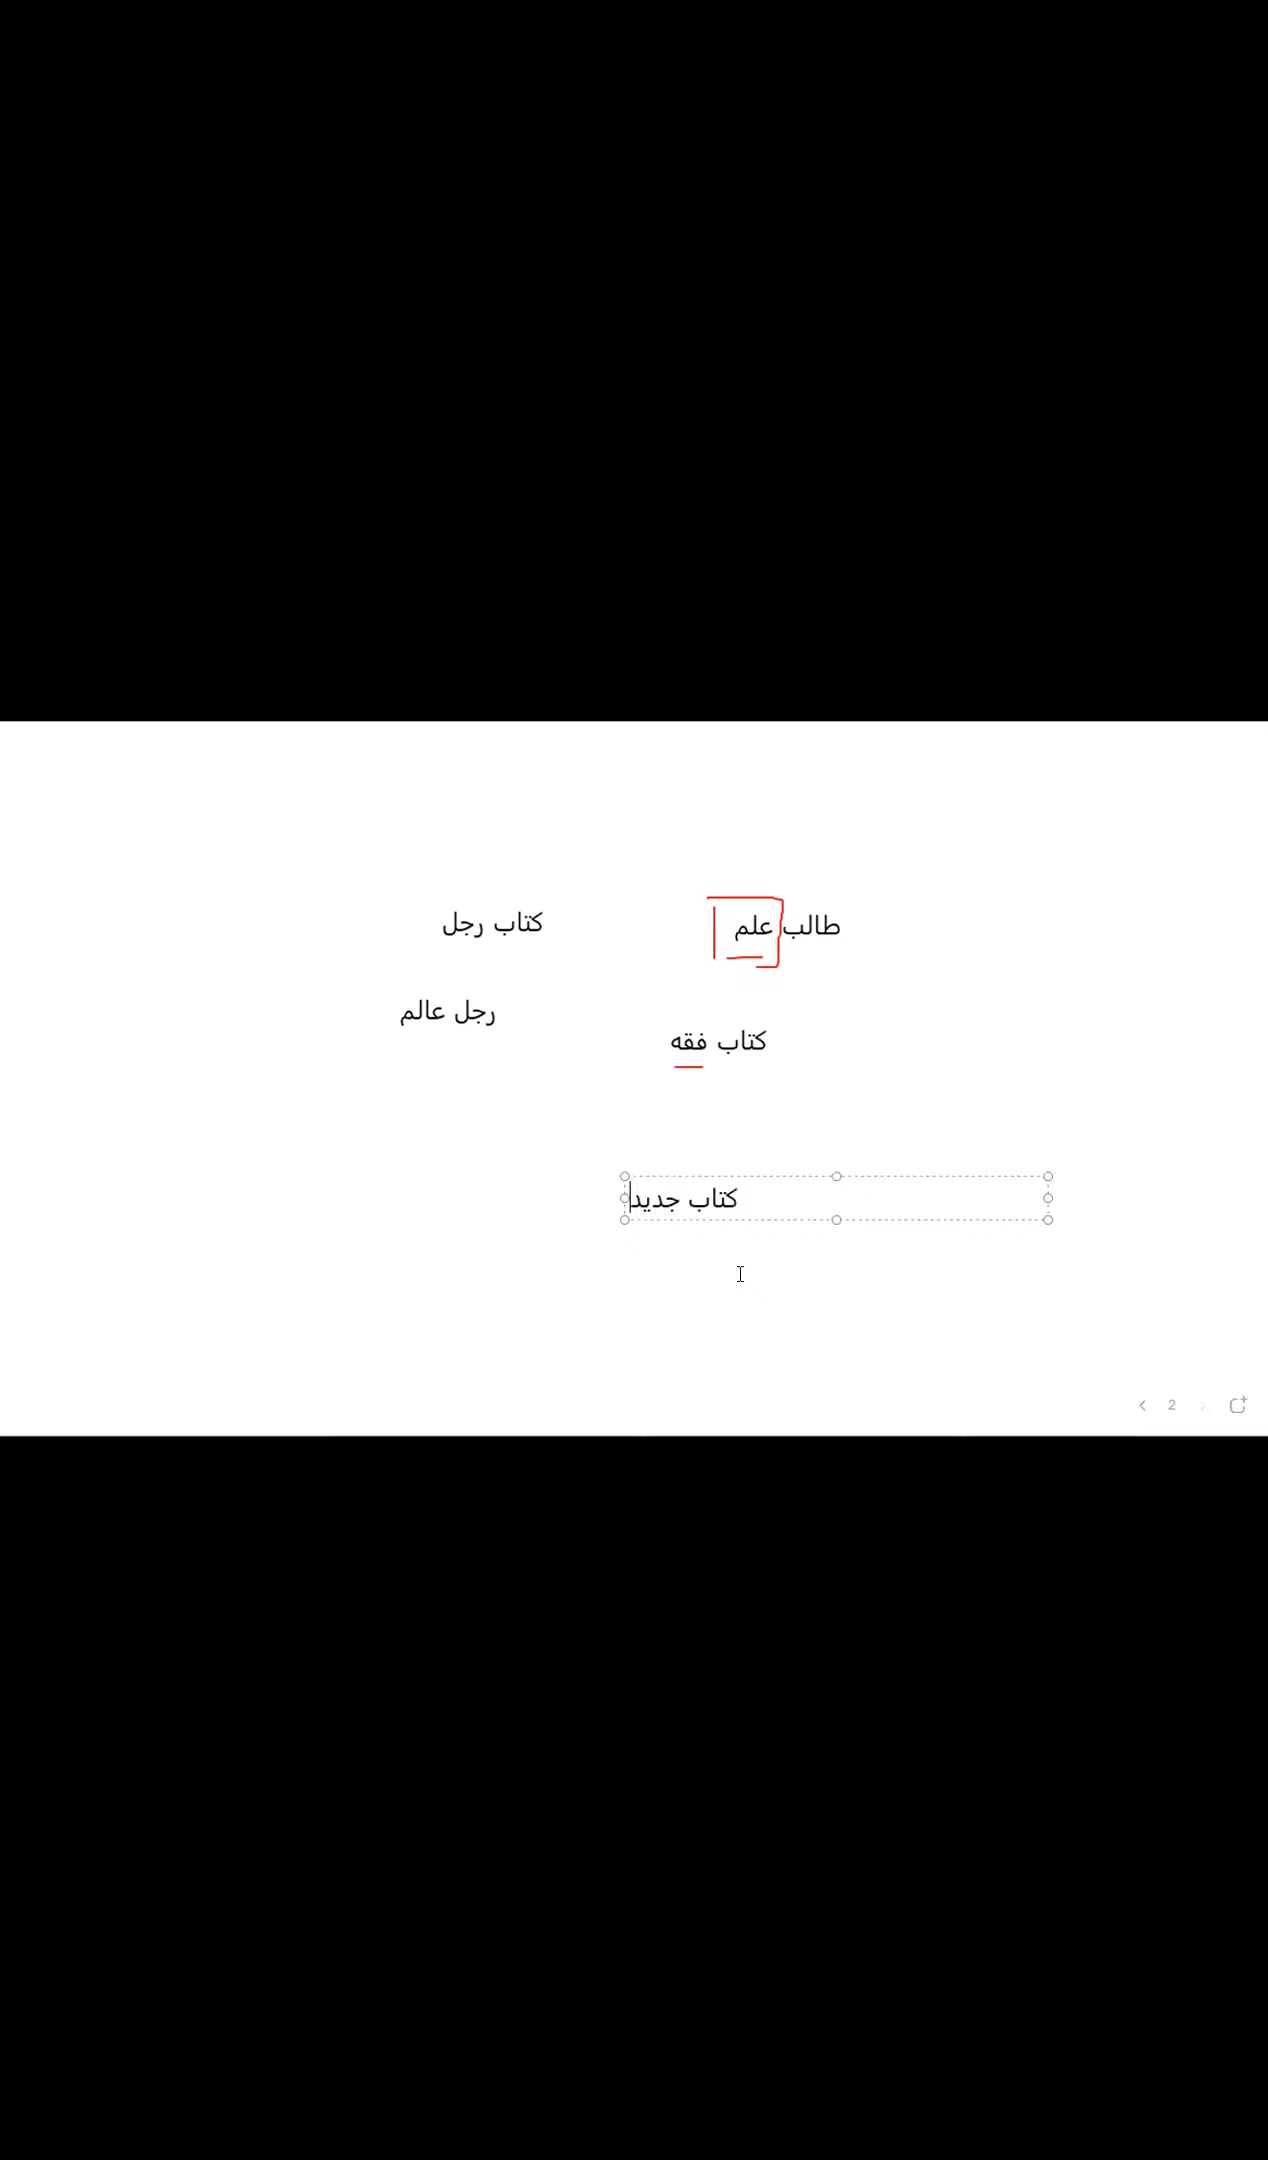 طالب علم
كتاب رجل
رجل عالم
كتاب فقه
كتاب جديد
2